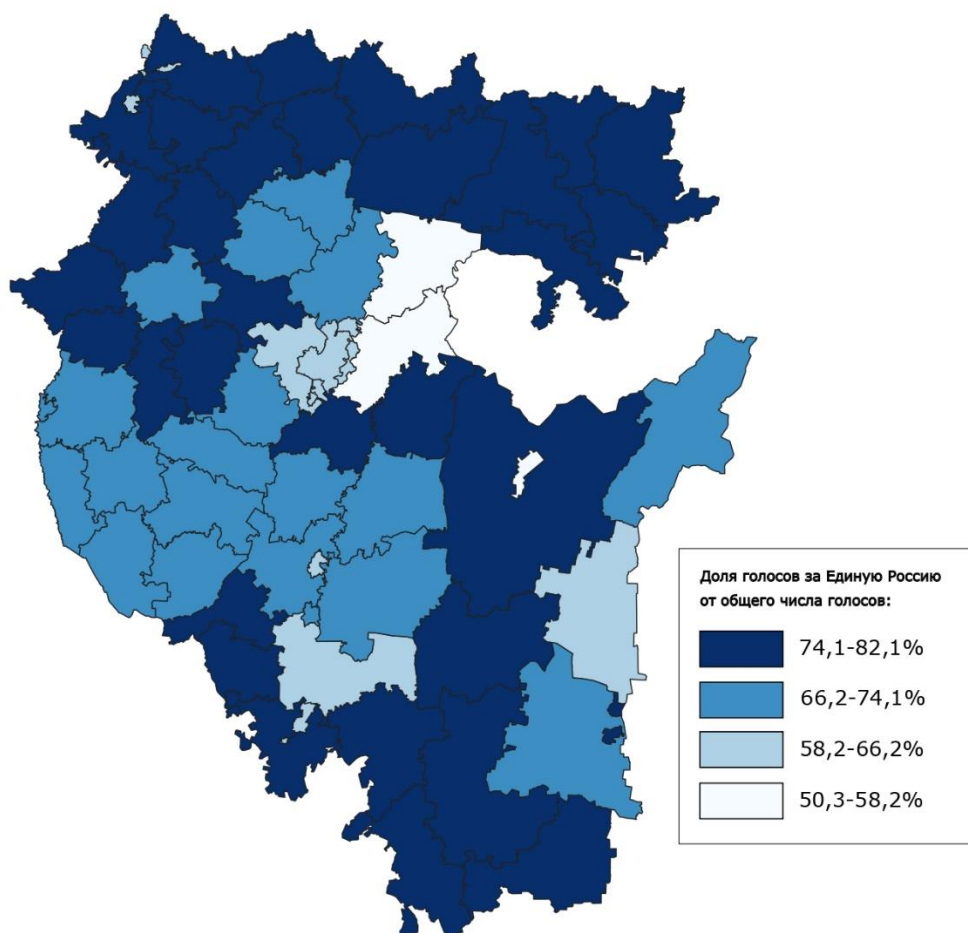 Доля голосов за Единую Россию
от общего числа голосов:
74,1-82,1%
66,2-74,1%
58,2-66,2%
50,3-58,2%